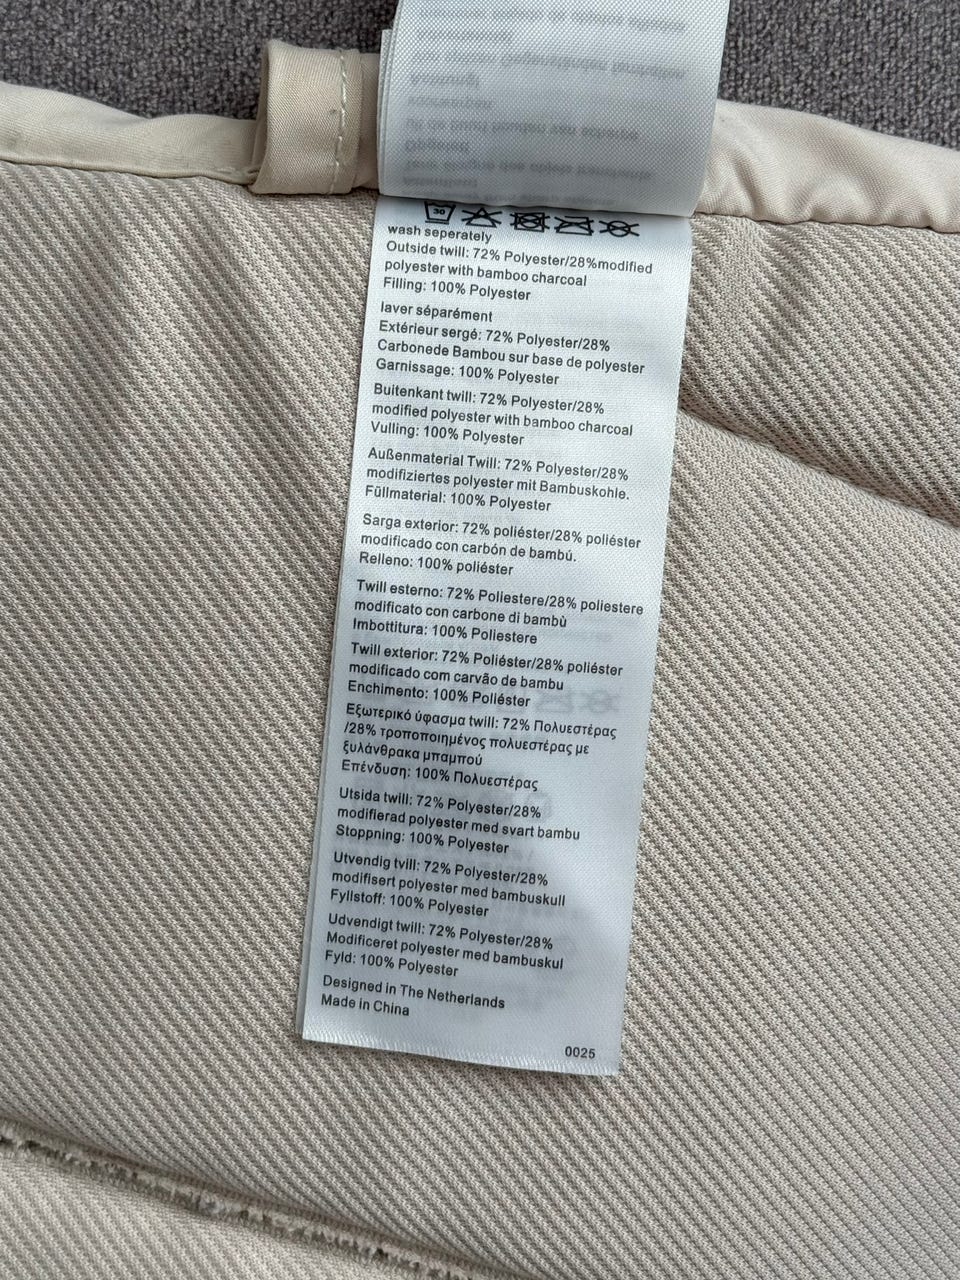 30
wash seperately
Outside twill: 72% Polyester/28%modified
polyester with bamboo charcoal
Filling: 100% Polyester
laver séparément
Extérieur sergé: 72% Polyester/28%
Carbonede Bambou sur base de polyester
Garnissage: 100% Polyester
Buitenkant twill: 72% Polyester/28%
modified polyester with bamboo charcoal
Vulling: 100% Polyester
Außenmaterial Twill: 72% Polyester/28%
modifiziertes polyester mit Bambuskohle.
Füllmaterial: 100% Polyester
Sarga exterior: 72% poliéster/28% poliéster
modificado con carbón de bambú.
Relleno: 100% poliéster
Twill esterno: 72% Poliestere/28% poliestere
modificato con carbone di bambù
Imbottitura: 100% Poliestere
Twill exterior: 72% Poliéster/28% poliéster
modificado com carvão de bambu
Enchimento: 100% Poliéster
Εξωτερικό ύφασμα twill: 72% Πολυεστέρας
/28% τροποποιημένος πολυεστέρας με
ξυλάνθρακα μπαμπού
Επένδυση: 100% Πολυεστέρας
Utsida twill: 72% Polyester/28%
modifierad polyester med svart bambu
Stoppning: 100% Polyester
Utvendig tvill: 72% Polyester/28%
modifisert polyester med bambuskull
Fyllstoff: 100% Polyester
Udvendigt twill: 72% Polyester/28%
Modificeret polyester med bambuskul
Fyld: 100% Polyester
Designed in The Netherlands
Made in China
0025